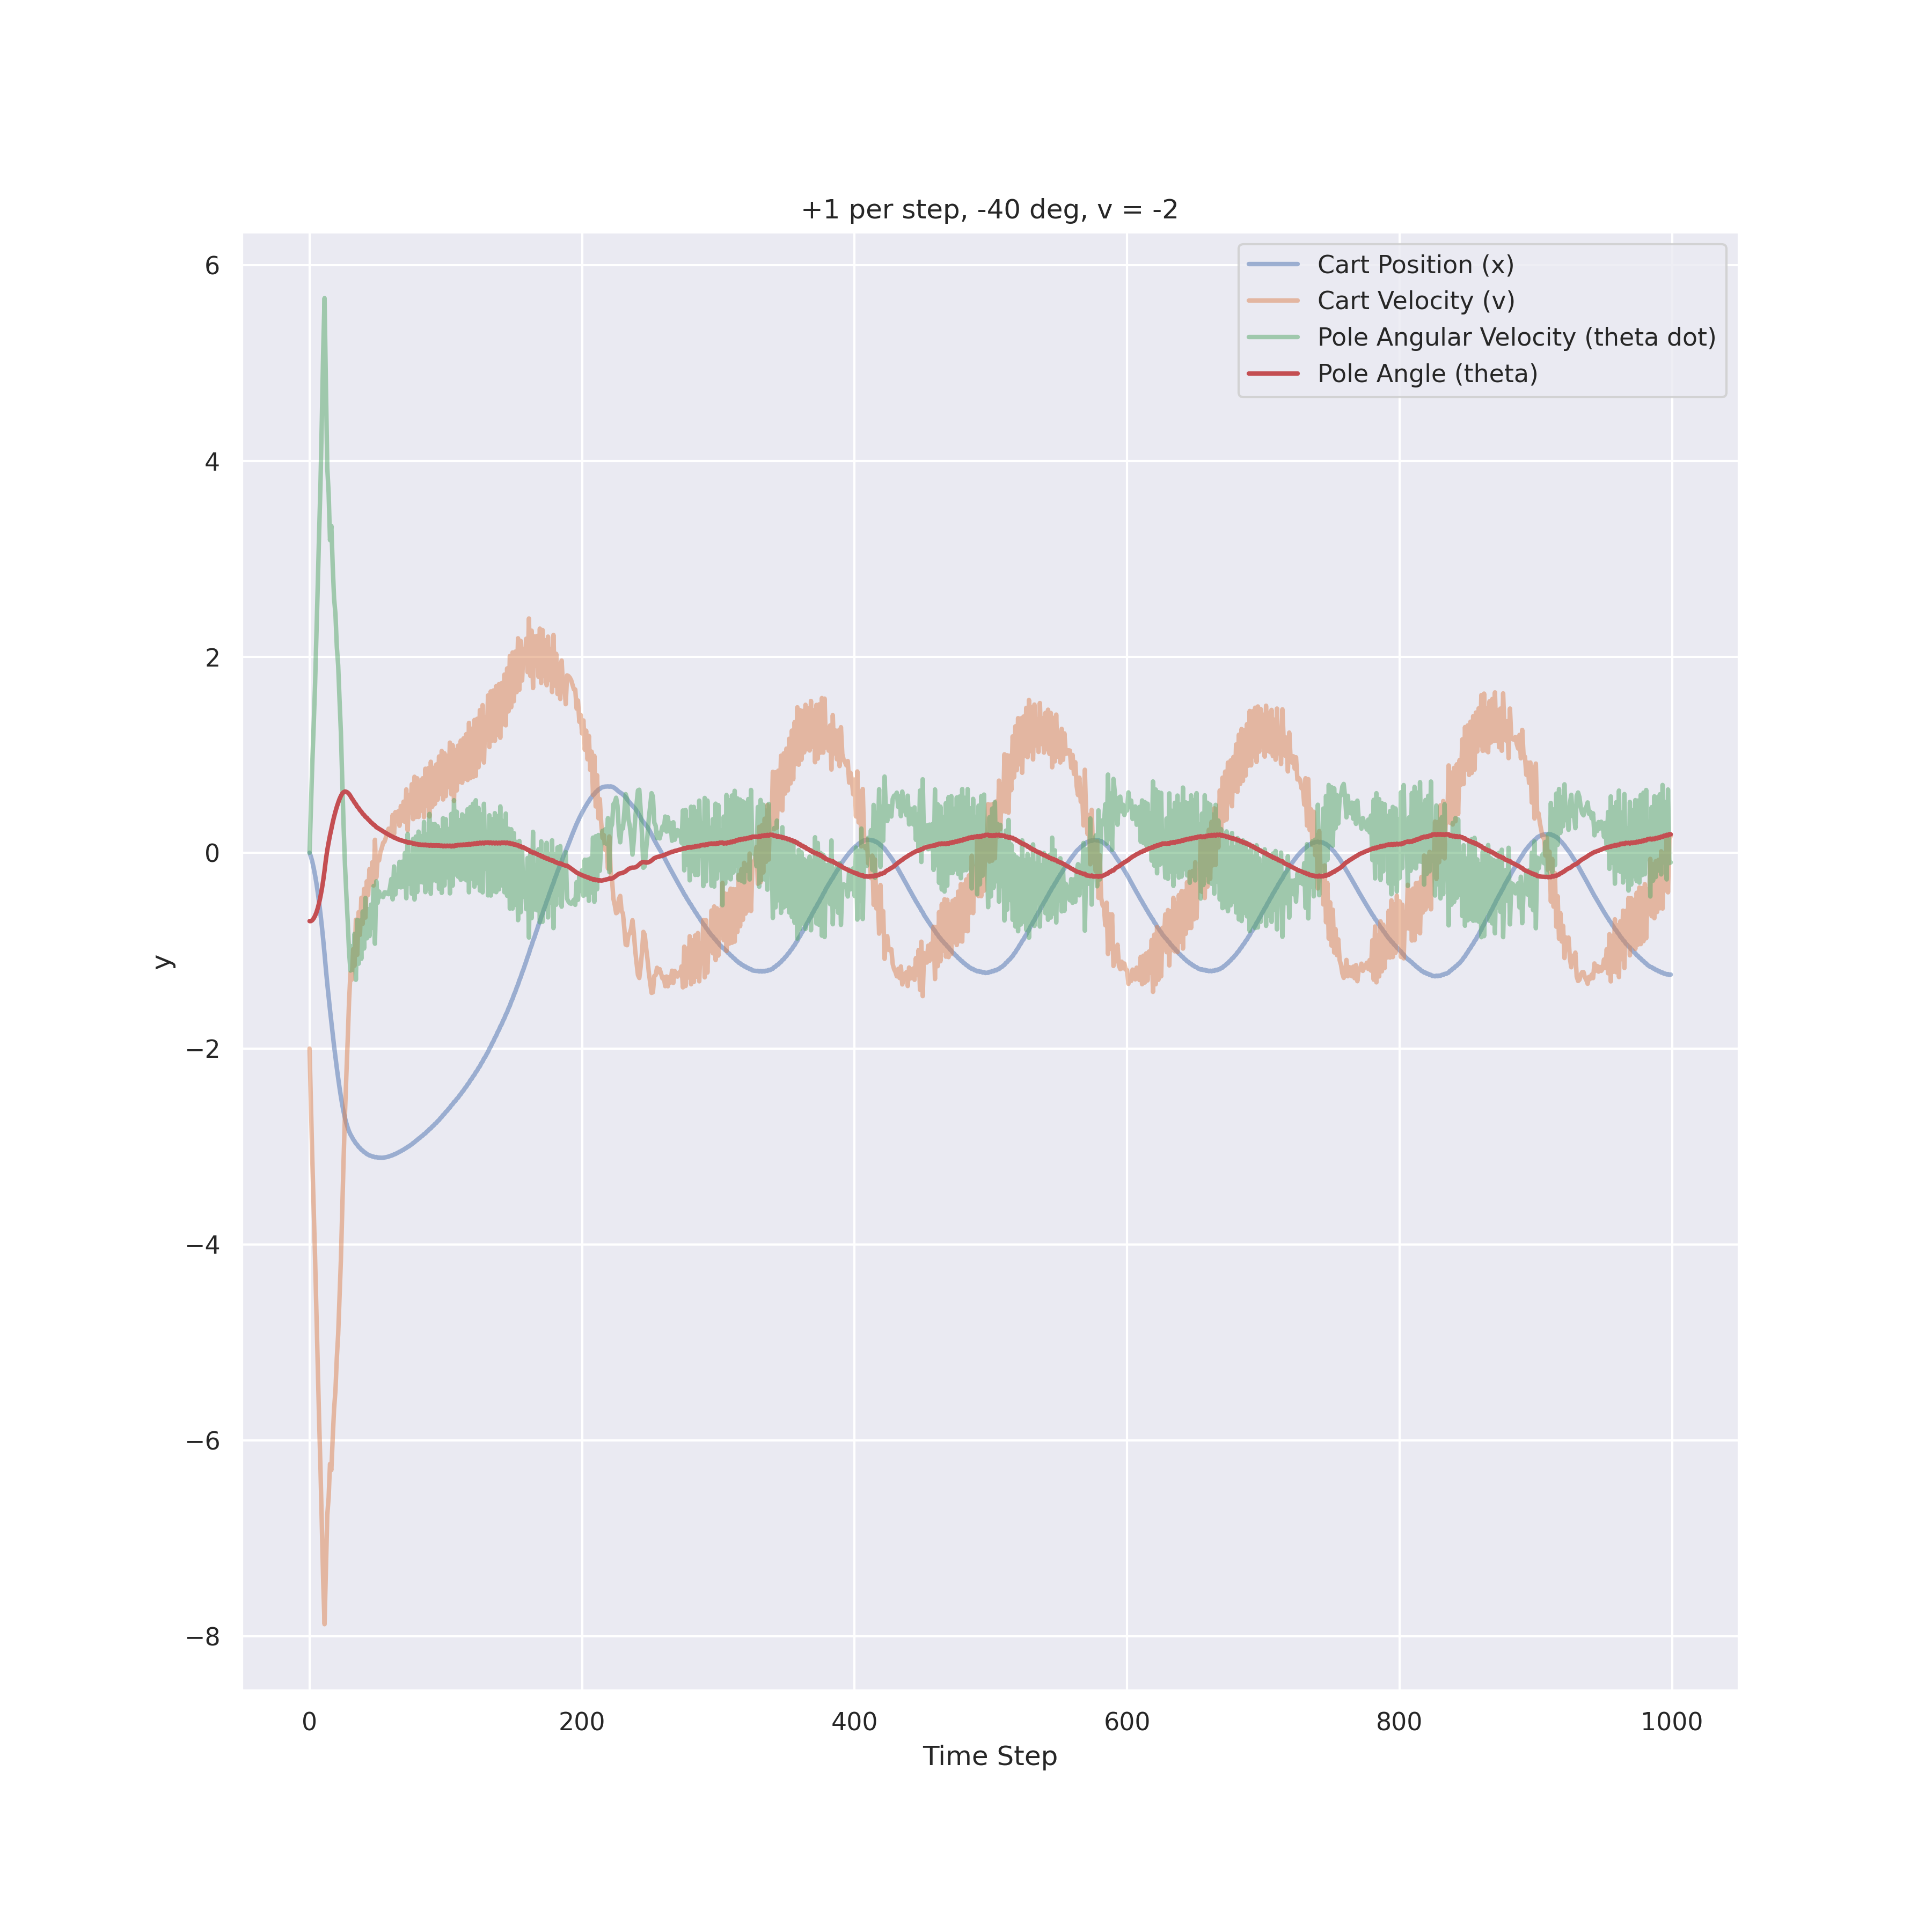 +1 per step, -40 deg, v = -2
Cart Position (x)
Cart Velocity (v)
Pole Angular Velocity (theta dot)
Pole Angle (theta)
6
4
2
0
−2
−4
−6
−8
y
0 200 400 600 800 1000
Time Step